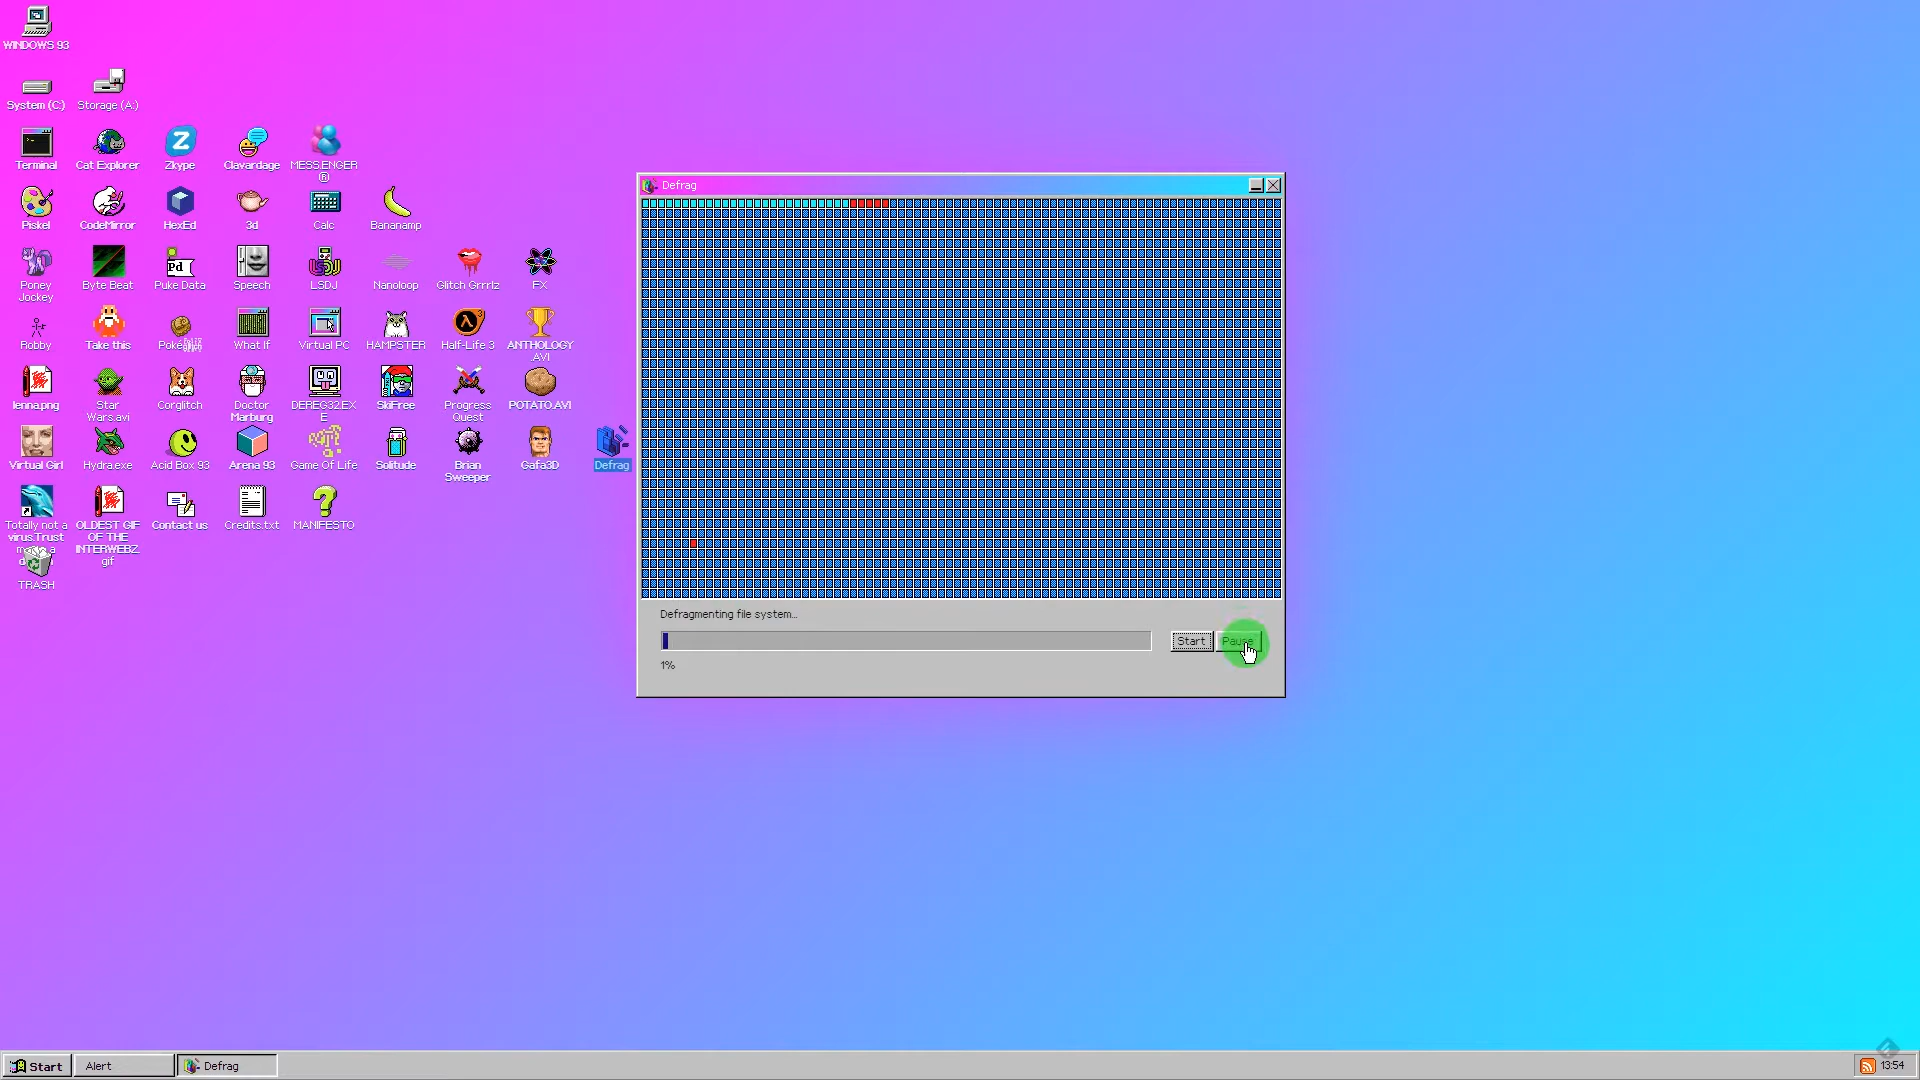 WINDOWS 93
System (C:)
Storage (A:)
Terminal
Cat Explorer
Zkype
Clavardage
MESSENGER
®
Piskel
CodeMirror
HexEd
3d
Calc
Bananamp
Poney
Jockey
Byte Beat
Puke Data
Speech
LSDJ
Nanoloop
Glitch Grrrlz
FX
Robby
Take this
What If
Virtual PC
HAMPSTER
Half-Life 3
ANTHOLOGY
.AVI
lenna.png
Star
Wars.avi
Corglitch
Doctor
Marburg
DEREG32.EX
E
SkiFree
Progress
Quest
POTATO.AVI
Virtual Girl
Hydra.exe
Acid Box 93
Arena 93
Game Of Life
Solitude
Brian
Sweeper
Gafa3D
Defrag
Totally not a
virus.Trust
OLDEST GIF
OF THE
INTERWEBZ.
gif
Contact us
Credits.txt
MANIFESTO
TRASH
Defrag
Defragmenting file system...
1%
Start
Pause
Start
Alert
Defrag
13:54